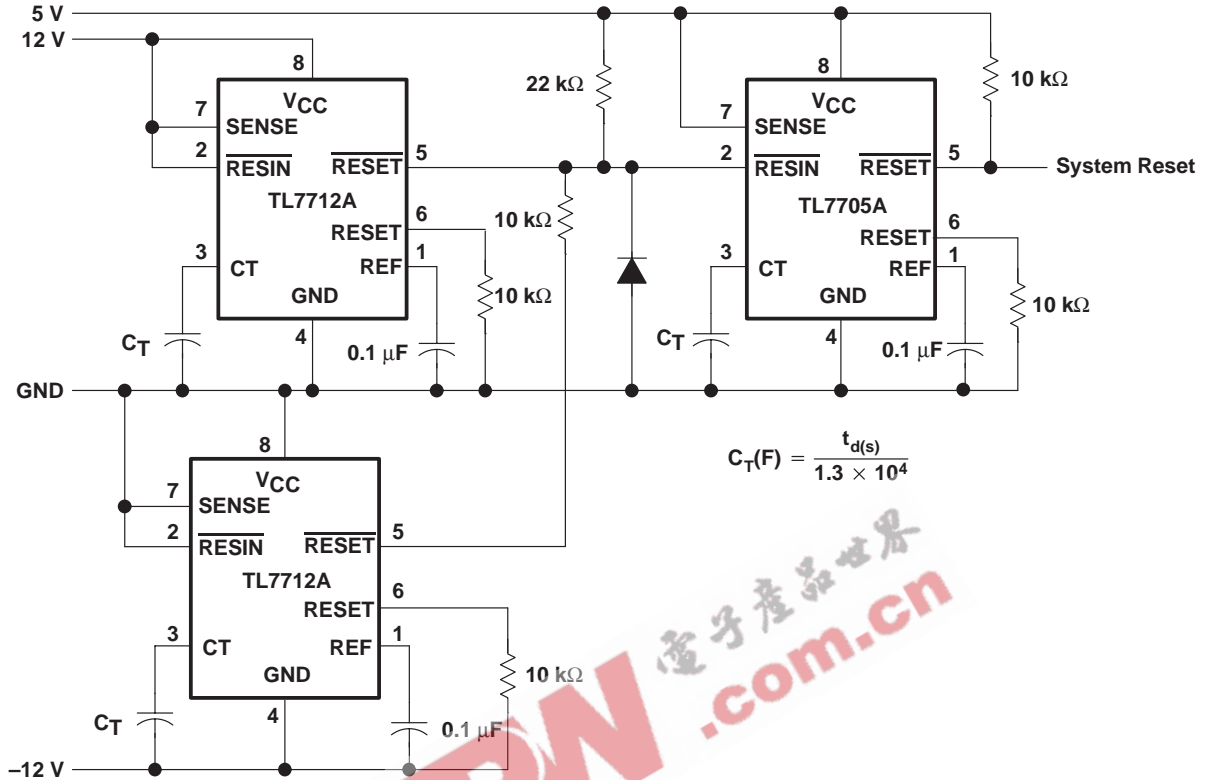 5 V
12 V
8
8
22 kΩ
10 kΩ
VCC
VCC
7
SENSE
7
SENSE
2
RESIN
RESET
5
2
RESIN
RESET
5
System Reset
TL7712A
TL7705A
10 kΩ
6
RESET
6
RESET
3
CT
1
REF
3
CT
1
REF
GND
10 kΩ
GND
10 kΩ
CT
4
0.1 µF
CT
4
0.1 µF
GND
8
CT(F) = td(s) / 1.3 × 10⁴
VCC
7
SENSE
2
RESIN
RESET
5
TL7712A
6
RESET
3
CT
1
REF
10 kΩ
GND
CT
4
0.1 µF
–12 V
電子產品世界
PW
.com.cn